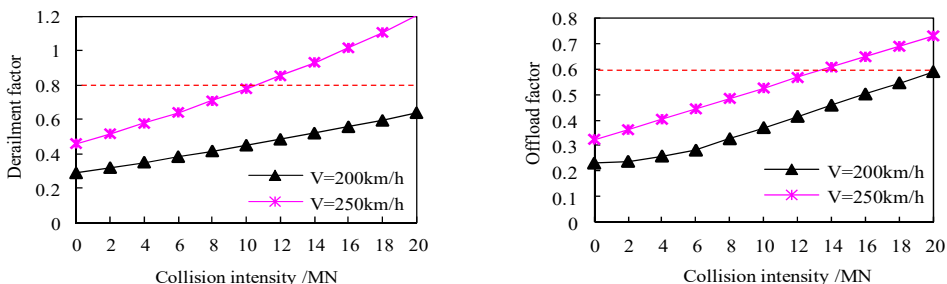 Derailment factor
1.2
1
0.8
0.6
0.4
0.2
0
0 2 4 6 8 10 12 14 16 18 20
Collision intensity /MN
V=200km/h
V=250km/h
Offload factor
0.8
0.7
0.6
0.5
0.4
0.3
0.2
0.1
0
0 2 4 6 8 10 12 14 16 18 20
Collision intensity /MN
V=200km/h
V=250km/h